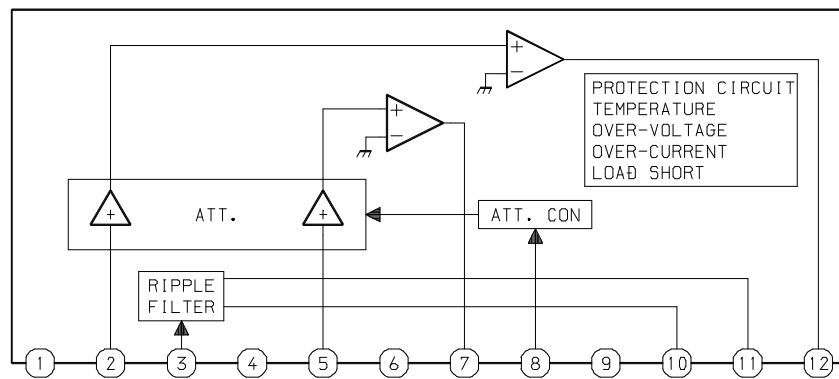 +
−
PROTECTION CIRCUIT
TEMPERATURE
OVER-VOLTAGE
OVER-CURRENT
LOAD SHORT
+
−
+
ATT.
+
ATT. CON
RIPPLE
FILTER
1 2 3 4 5 6 7 8 9 10 11 12